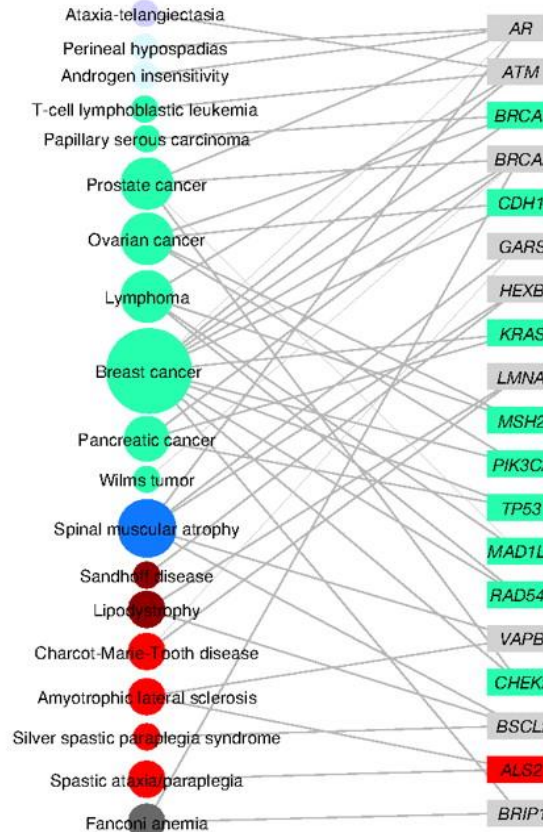 Ataxia-telangiectasia
Perineal hypospadias
Androgen insensitivity
T-cell lymphoblastic leukemia
Papillary serous carcinoma
Prostate cancer
Ovarian cancer
Lymphoma
Breast cancer
Pancreatic cancer
Wilms tumor
Spinal muscular atrophy
Sandhoff disease
Lipodystrophy
Charcot-Marie-Tooth disease
Amyotrophic lateral sclerosis
Silver spastic paraplegia syndrome
Spastic ataxia/paraplegia
Fanconi anemia
AR
ATM
BRCA
BRCA
CDH1
GARS
HEXB
KRAS
LMNA
MSH2
PIK3C
TP53
MAD1L
RAD54
VAPB
CHEK
BSCL
ALS2
BRIP1